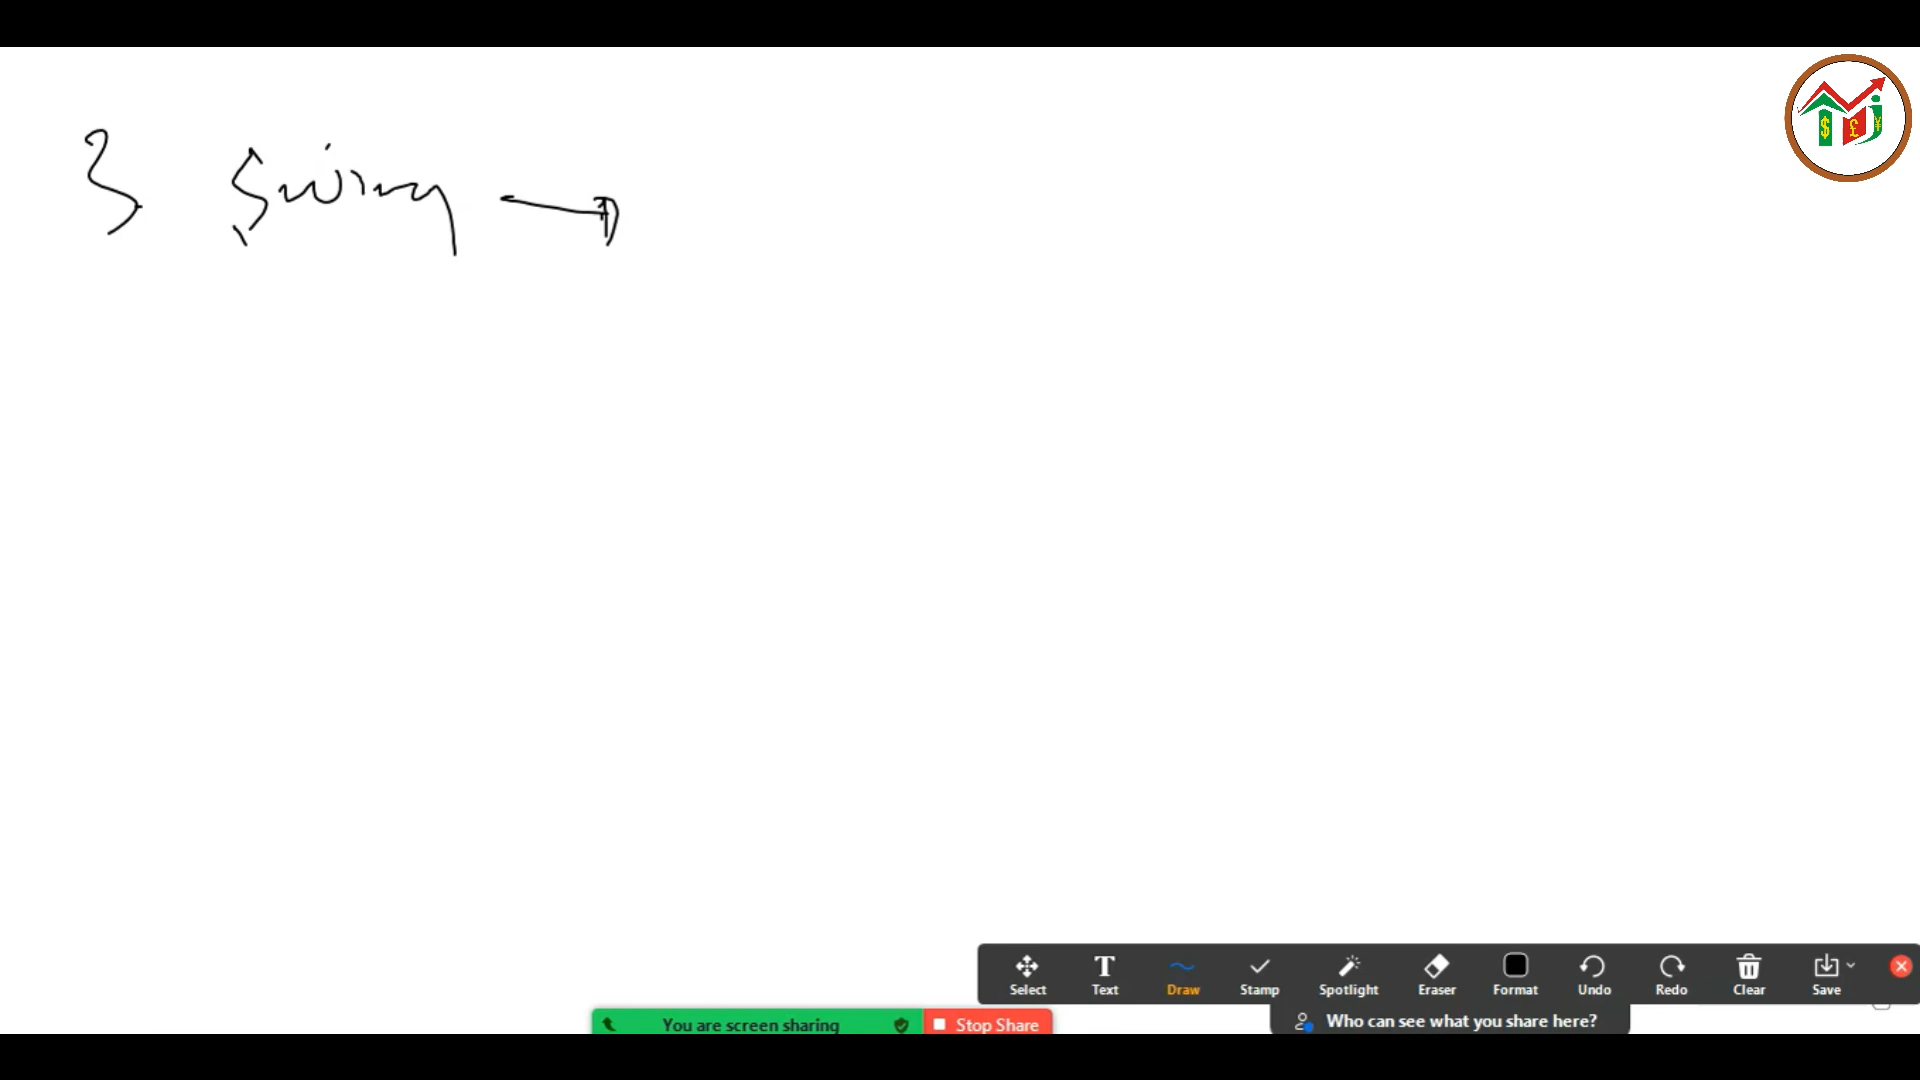 3 Swing →
Select Text Draw Stamp Spotlight Eraser Format Undo Redo Clear Save
You are screen sharing Stop Share Who can see what you share here?